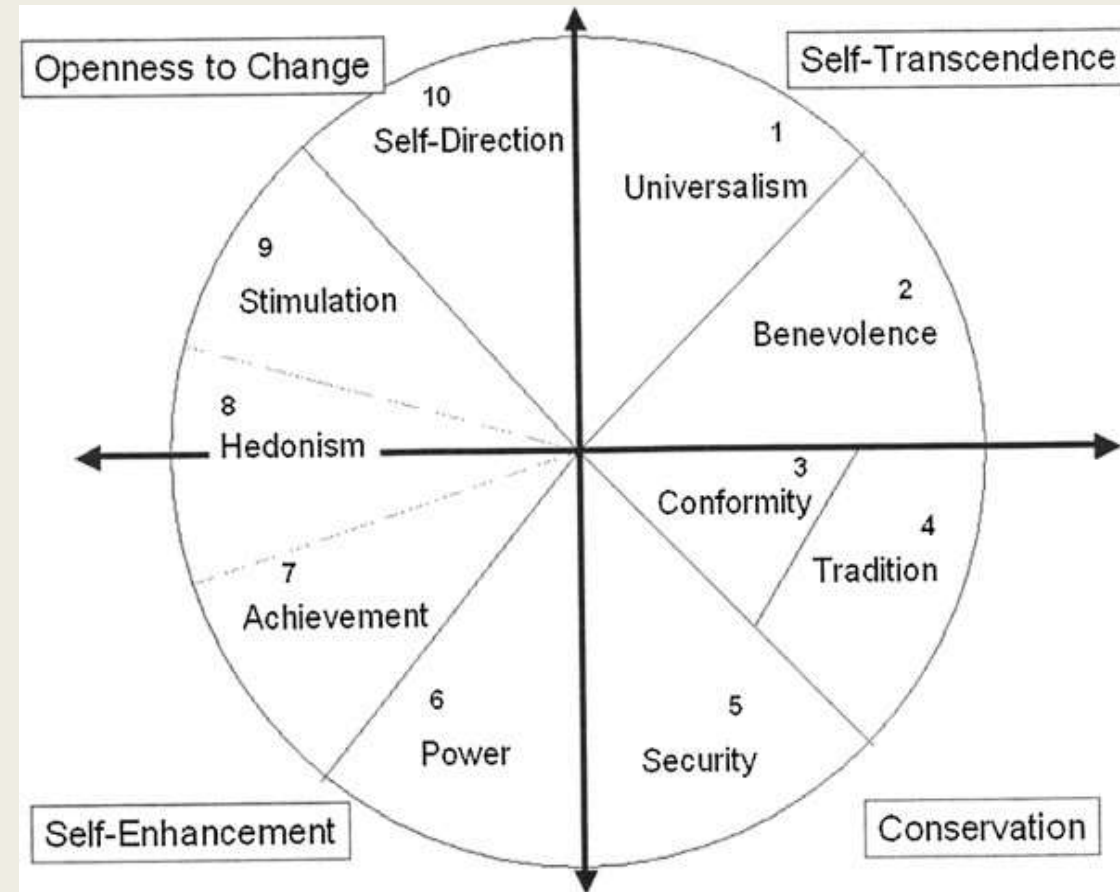 Openness to Change
Self-Transcendence
10
Self-Direction
1
Universalism
9
Stimulation
2
Benevolence
8
Hedonism
3
Conformity
4
Tradition
7
Achievement
6
Power
5
Security
Self-Enhancement
Conservation